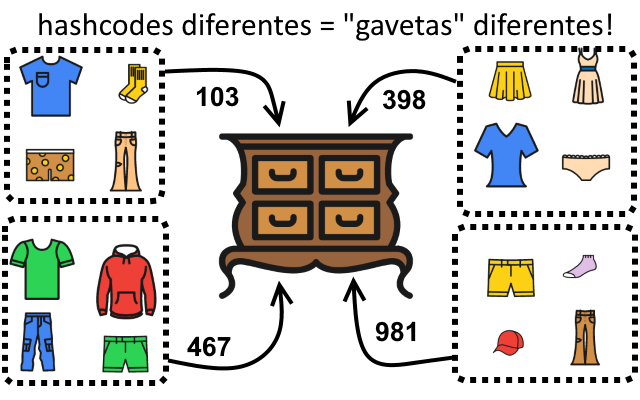 hashcodes diferentes = "gavetas" diferentes!
103
398
467
981